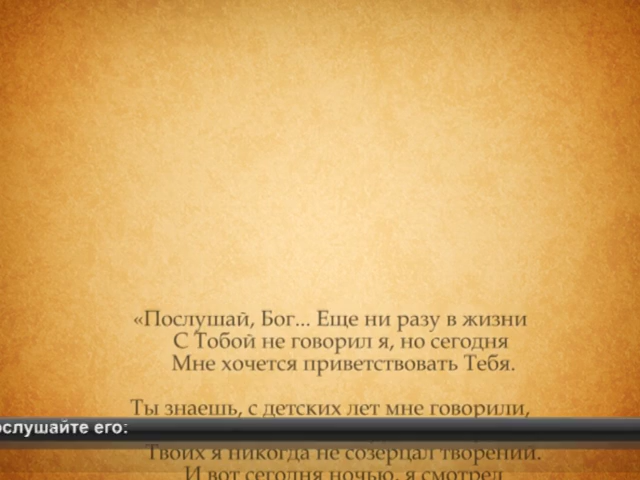 «Послушай, Бог... Еще ни разу в жизни
С Тобой не говорил я, но сегодня
Мне хочется приветствовать Тебя.
Ты знаешь, с детских лет мне говорили,
ослушайте его:
Твоих я никогда не созерцал творений.
И вот сегодня ночью, я смотрел